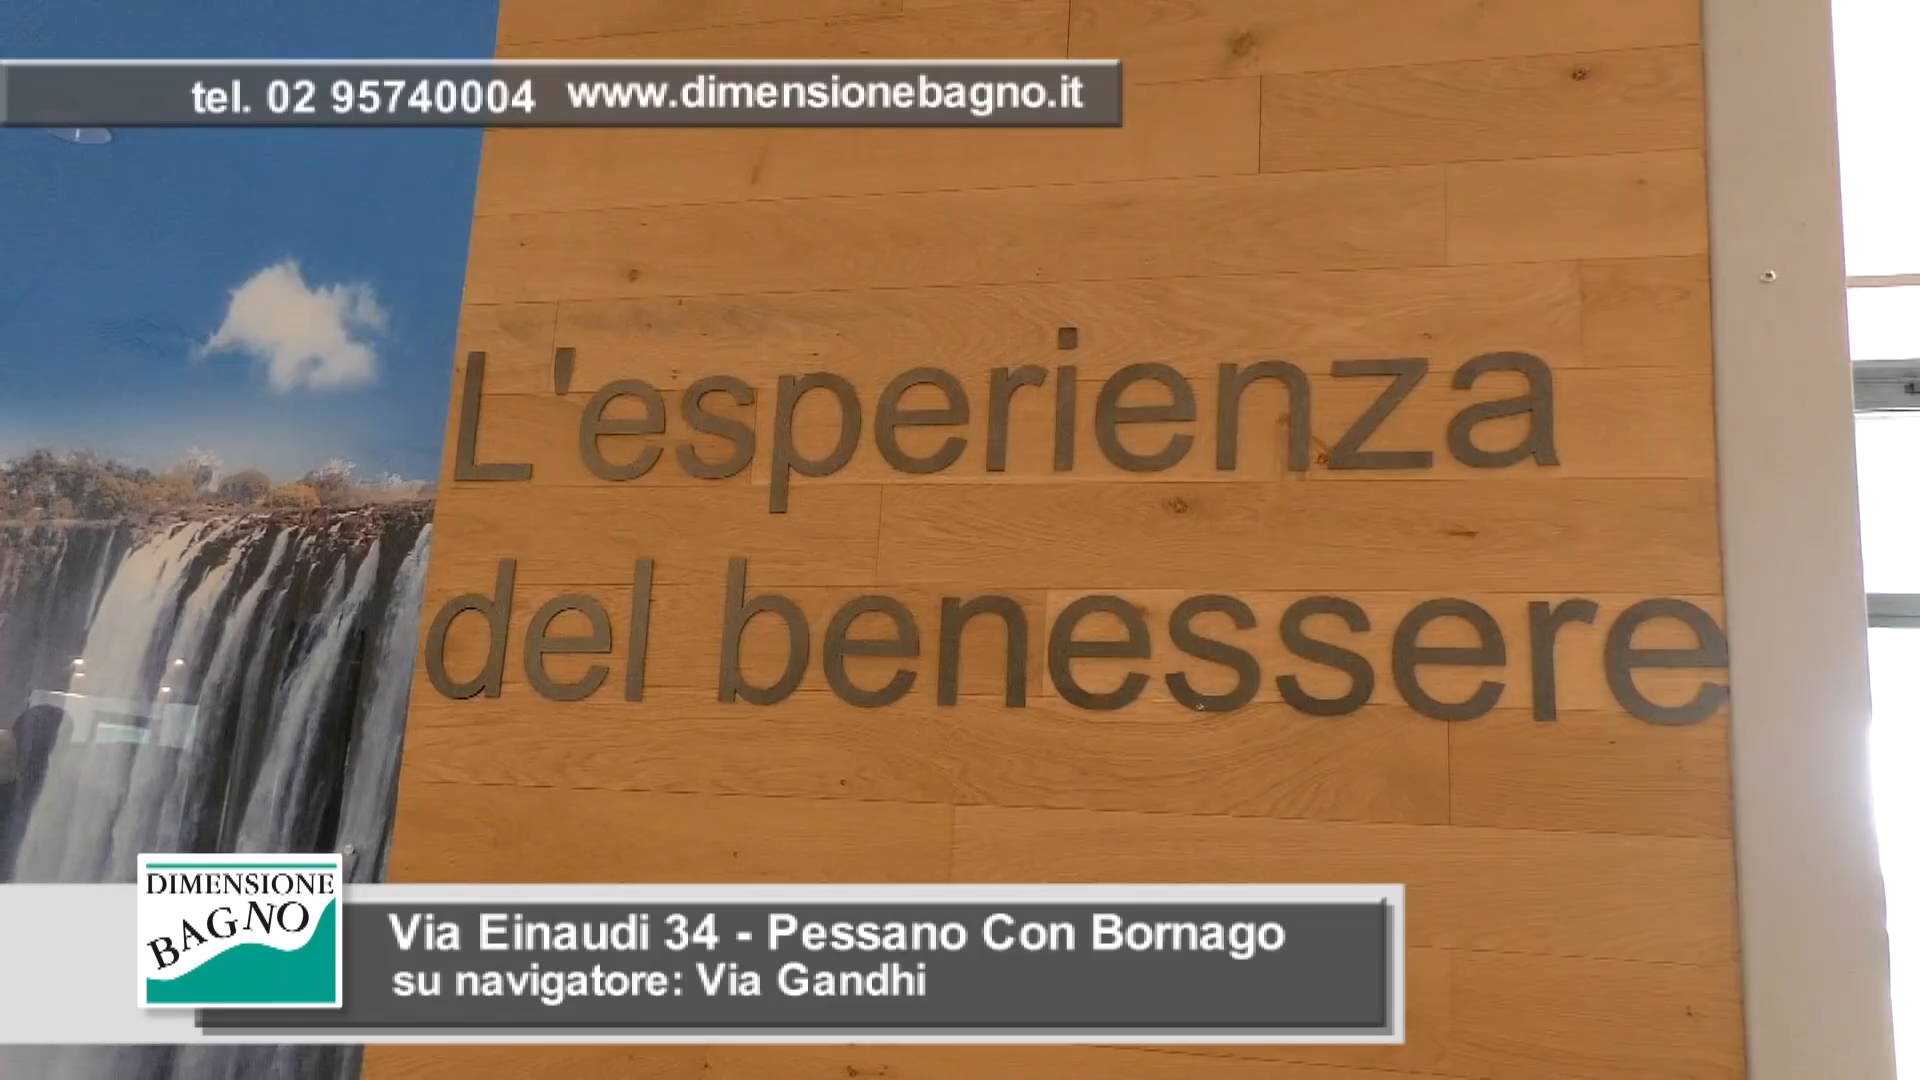 tel. 02 95740004 www.dimensionebagno.it
L'esperienza
del benessere
DIMENSIONE
BAGNO
Via Einaudi 34 - Pessano Con Bornago
su navigatore: Via Gandhi